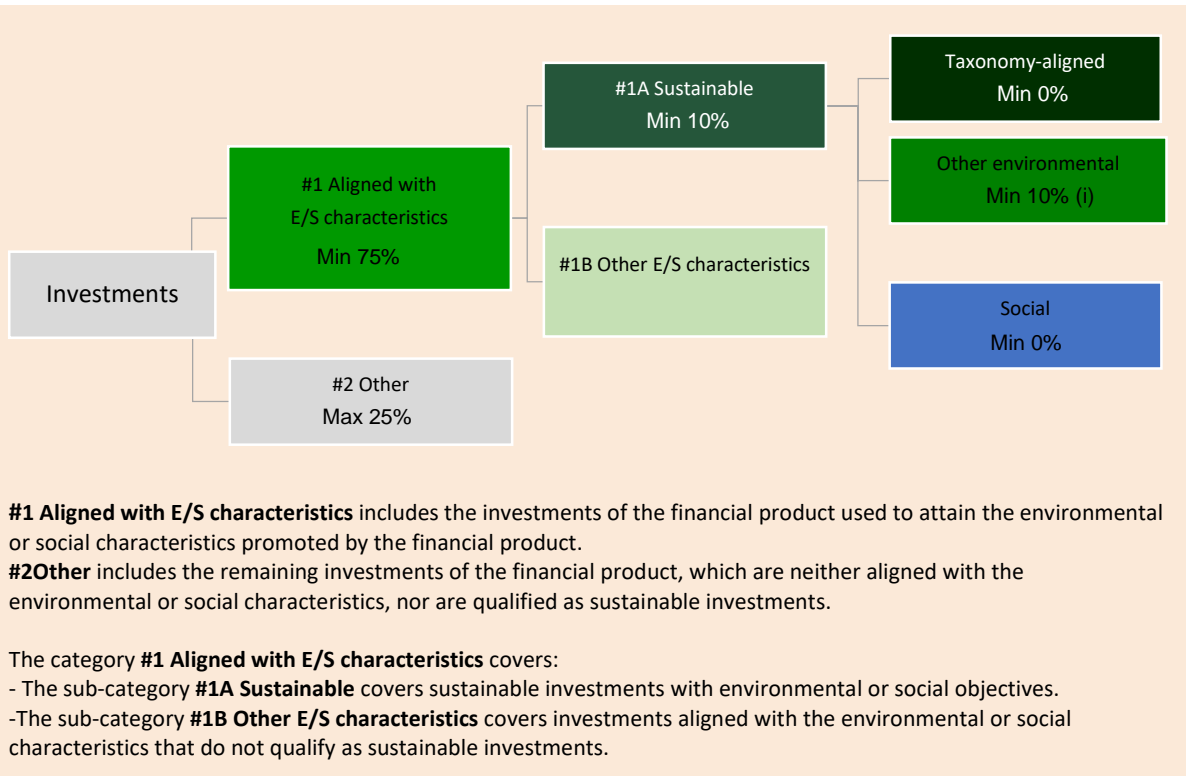 Investments
#1 Aligned with
E/S characteristics
Min 75%
#2 Other
Max 25%
#1A Sustainable
Min 10%
#1B Other E/S characteristics
Taxonomy-aligned
Min 0%
Other environmental
Min 10% (i)
Social
Min 0%
#1 Aligned with E/S characteristics includes the investments of the financial product used to attain the environmental
or social characteristics promoted by the financial product.
#2Other includes the remaining investments of the financial product, which are neither aligned with the
environmental or social characteristics, nor are qualified as sustainable investments.
The category #1 Aligned with E/S characteristics covers:
- The sub-category #1A Sustainable covers sustainable investments with environmental or social objectives.
-The sub-category #1B Other E/S characteristics covers investments aligned with the environmental or social
characteristics that do not qualify as sustainable investments.